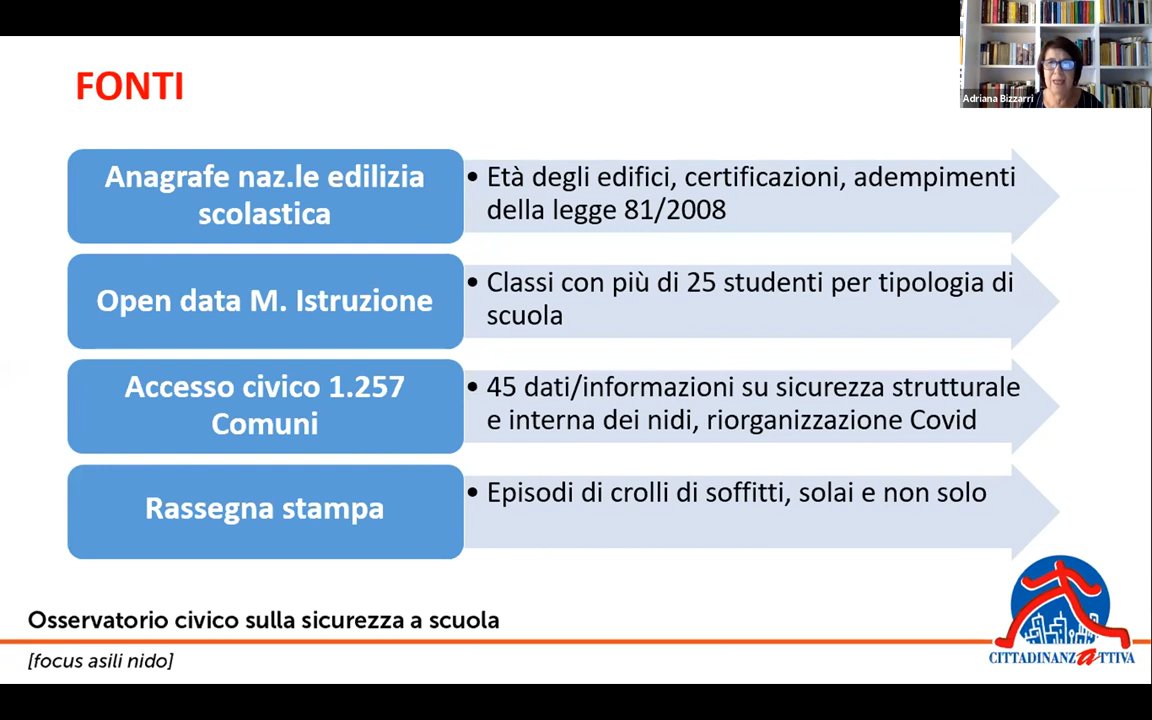 FONTI
Adriana Bizzarri
Anagrafe naz.le edilizia
scolastica
• Età degli edifici, certificazioni, adempimenti
della legge 81/2008
Open data M. Istruzione
• Classi con più di 25 studenti per tipologia di
scuola
Accesso civico 1.257
Comuni
• 45 dati/informazioni su sicurezza strutturale
e interna dei nidi, riorganizzazione Covid
Rassegna stampa
• Episodi di crolli di soffitti, solai e non solo
Osservatorio civico sulla sicurezza a scuola
[focus asili nido]
CITTADINANZATTIVA